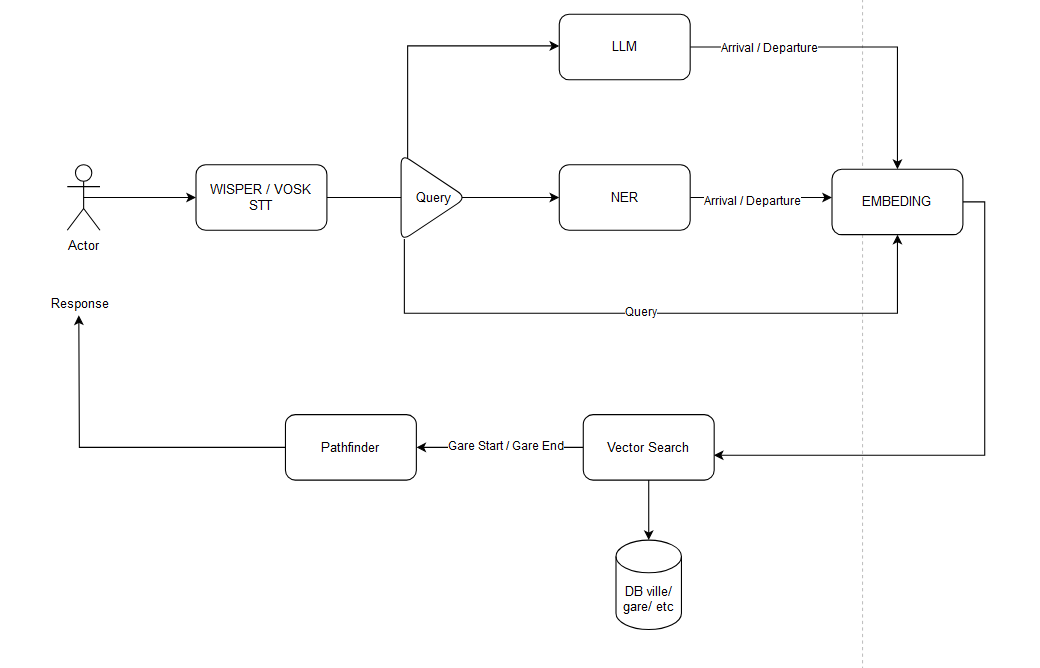 LLM
Arrival / Departure
WISPER / VOSK
STT
Query
NER
Arrival / Departure
EMBEDING
Actor
Response
Query
Pathfinder
Gare Start / Gare End
Vector Search
DB ville/
gare/ etc